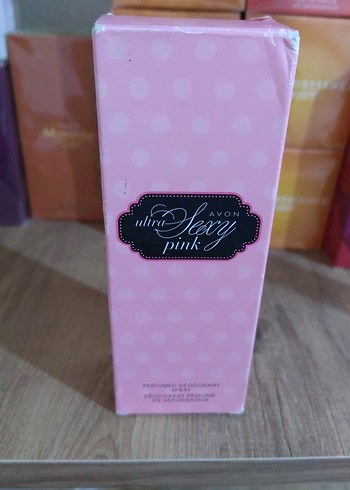 AVON
ultra Sexy
pink
PERFUMED DEODORANT
SPRAY
DÉODORANT PARFUMÉ
EN VAPORISATEUR